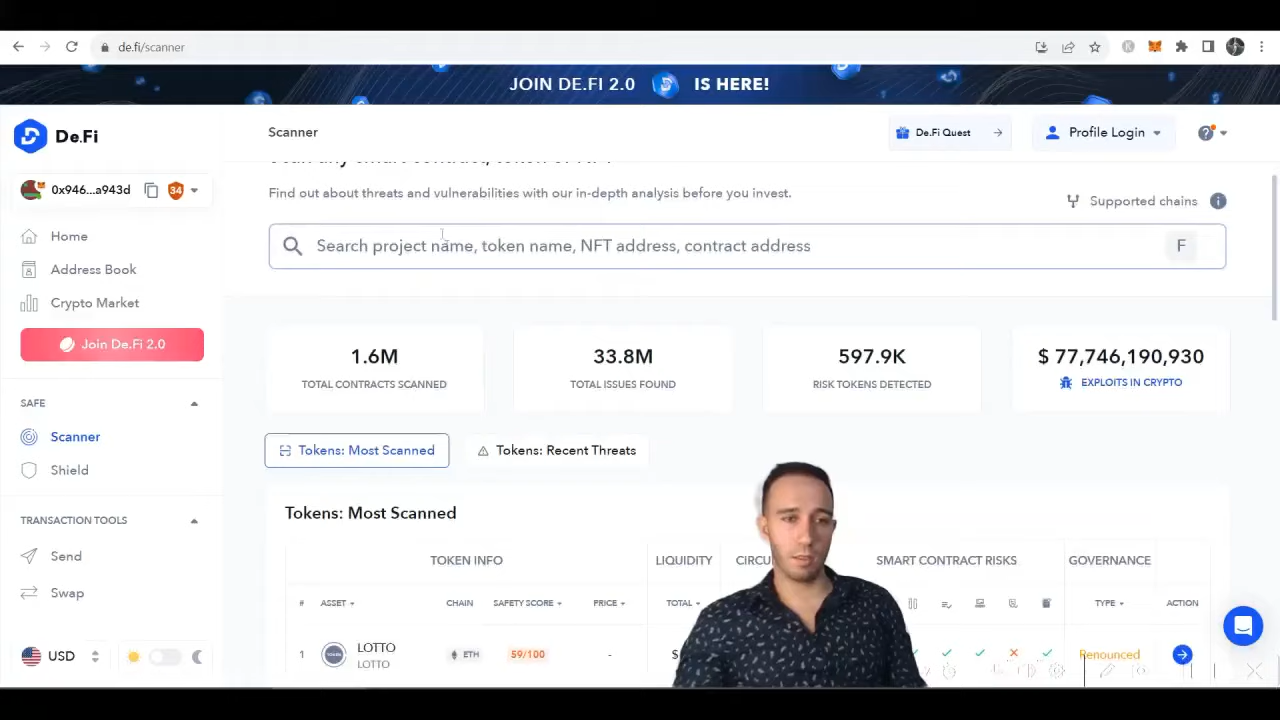 de.fi/scanner
JOIN DE.FI 2.0 IS HERE!
De.Fi
Scanner
De.Fi Quest
Profile Login
0x946...a943d
34
Find out about threats and vulnerabilities with our in-depth analysis before you invest.
Supported chains
Home
Search project name, token name, NFT address, contract address
F
Address Book
Crypto Market
Join De.Fi 2.0
1.6M
33.8M
597.9K
$ 77,746,190,930
TOTAL CONTRACTS SCANNED
TOTAL ISSUES FOUND
RISK TOKENS DETECTED
EXPLOITS IN CRYPTO
SAFE
Scanner
Shield
Tokens: Most Scanned
Tokens: Recent Threats
Tokens: Most Scanned
TRANSACTION TOOLS
Send
Swap
TOKEN INFO
LIQUIDITY
SMART CONTRACT RISKS
GOVERNANCE
#
ASSET
CHAIN
SAFETY SCORE
PRICE
TOTAL
TYPE
ACTION
1
LOTTO
LOTTO
ETH
59/100
-
$
Renounced
USD